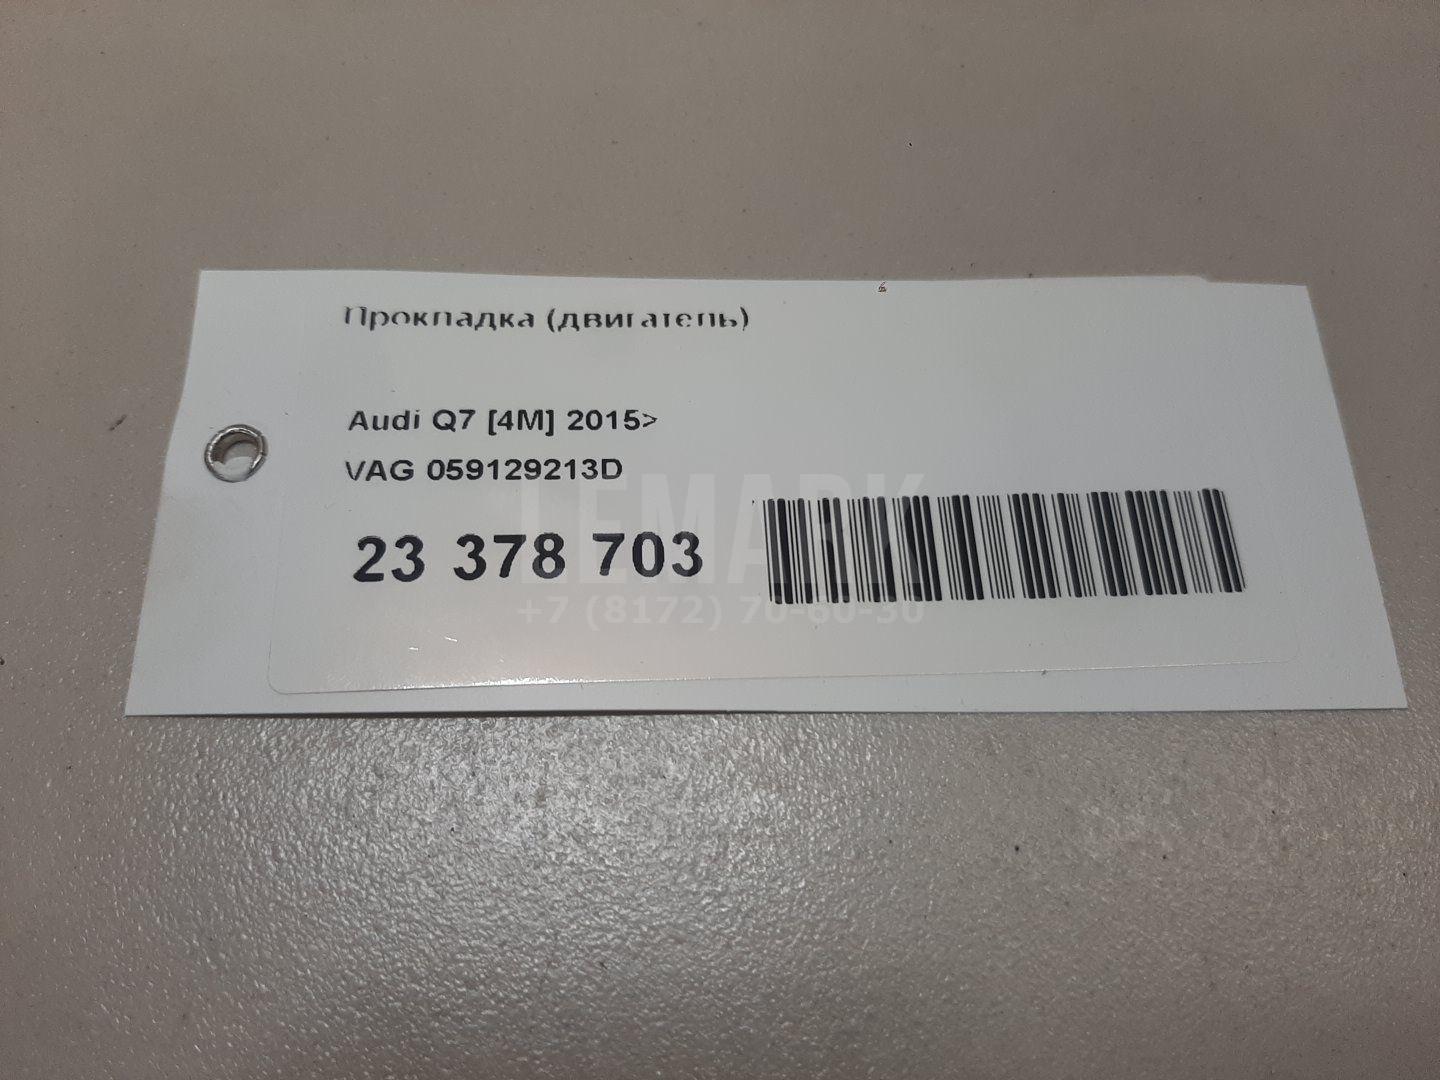 Прокладка (двигатель)
Audi Q7 [4M] 2015>
VAG 059129213D
23 378 703
LEMARK
+7 (8172) 70-60-30